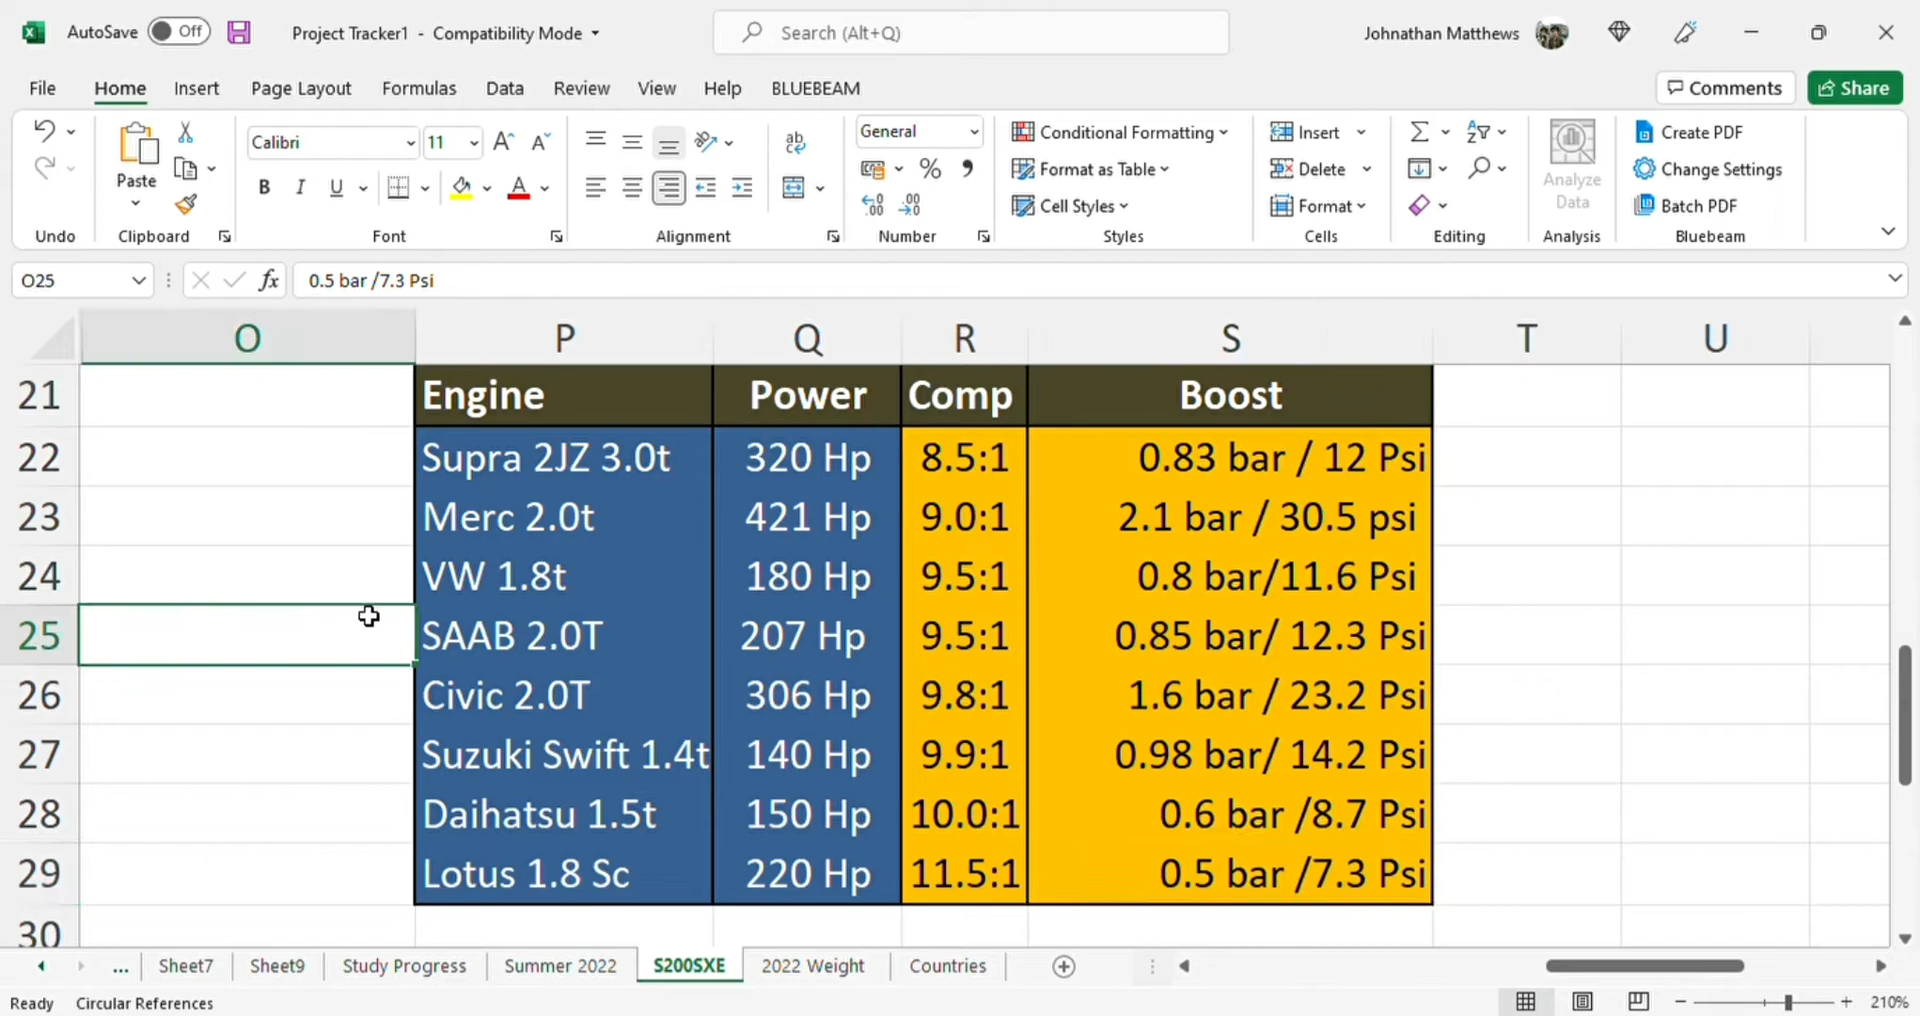 AutoSave Off Project Tracker1 - Compatibility Mode Search (Alt+Q) Johnathan Matthews
File Home Insert Page Layout Formulas Data Review View Help BLUEBEAM Comments Share
Paste
Calibri 11
B I U A
ab
General
% 9
.00
Conditional Formatting
Format as Table
Cell Styles
Insert
Delete
Format
Analyze
Data
Create PDF
Change Settings
Batch PDF
Undo Clipboard Font Alignment Number Styles Cells Editing Analysis Bluebeam
O25 fx 0.5 bar /7.3 Psi
O P Q R S T U
21 Engine Power Comp Boost
22 Supra 2JZ 3.0t 320 Hp 8.5:1 0.83 bar / 12 Psi
23 Merc 2.0t 421 Hp 9.0:1 2.1 bar / 30.5 psi
24 VW 1.8t 180 Hp 9.5:1 0.8 bar/11.6 Psi
25 SAAB 2.0T 207 Hp 9.5:1 0.85 bar/ 12.3 Psi
26 Civic 2.0T 306 Hp 9.8:1 1.6 bar / 23.2 Psi
27 Suzuki Swift 1.4t 140 Hp 9.9:1 0.98 bar/ 14.2 Psi
28 Daihatsu 1.5t 150 Hp 10.0:1 0.6 bar /8.7 Psi
29 Lotus 1.8 Sc 220 Hp 11.5:1 0.5 bar /7.3 Psi
30
... Sheet7 Sheet9 Study Progress Summer 2022 S200SXE 2022 Weight Countries
Ready Circular References 210%